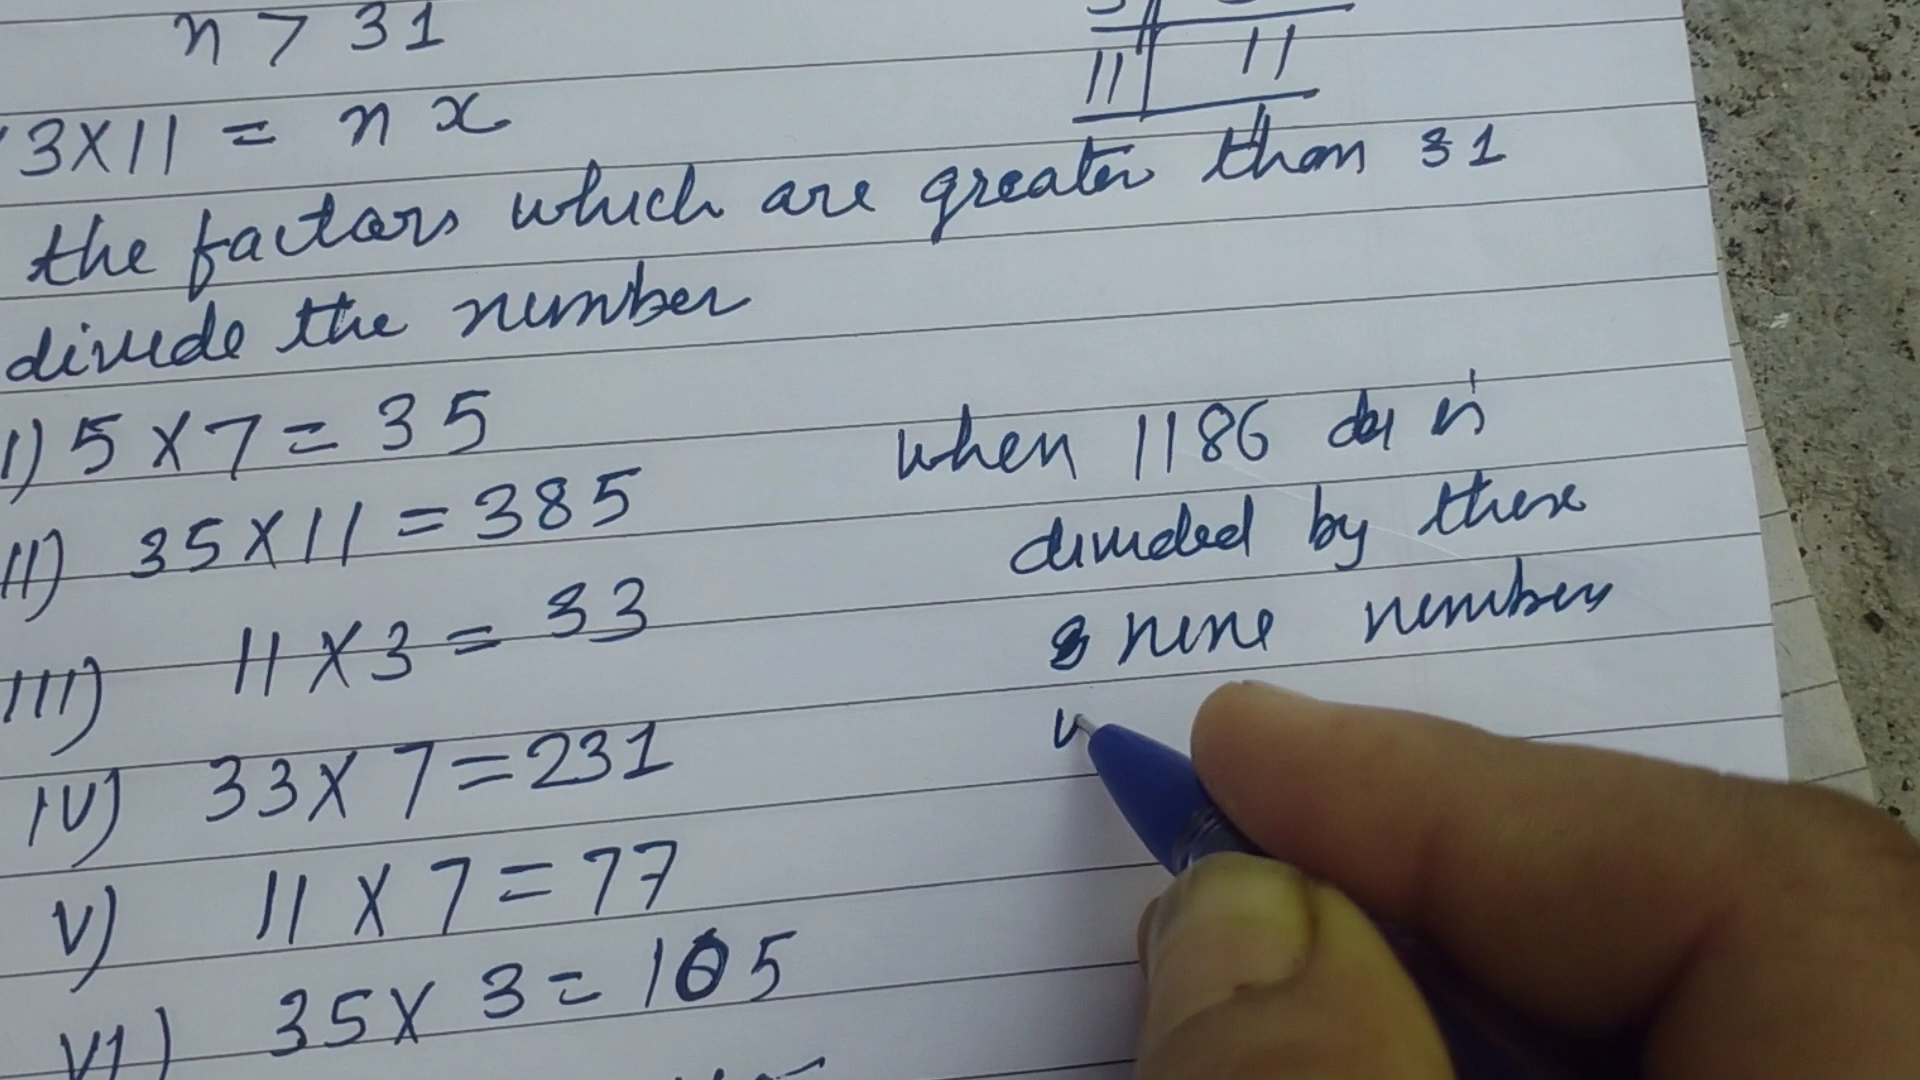 n > 31
3 11
3X11 = n x
the factors which are greater than 31
divide the number
I) 5 X 7 = 35
II) 35 X 11 = 385
III) 11 X 3 = 33
IV) 33 X 7 = 231
V) 11 X 7 = 77
VI) 35 X 3 = 105
11 | 11
when 1186 is
divided by these
nine numbers